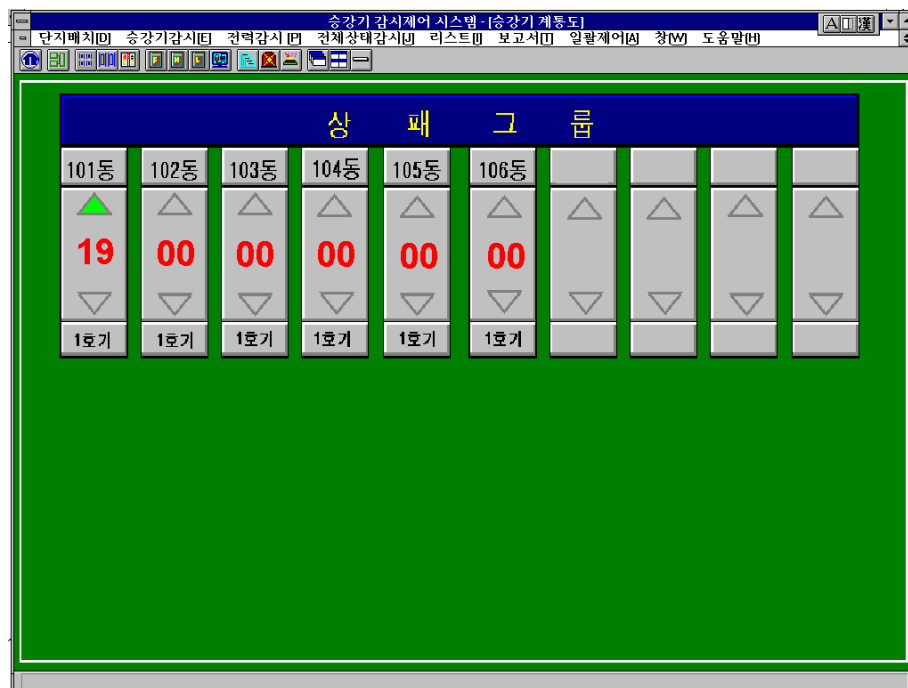 승강기 감시제어 시스템 - [승강기 계통도]
A 漢
단지배치[D] 승강기감시[E] 전력감시 [P] 전체상태감시[J] 리스트[I] 보고서[T] 일괄제어[A] 창[W] 도움말[H]
상 패 그 룹
101동 102동 103동 104동 105동 106동
19 00 00 00 00 00
1호기 1호기 1호기 1호기 1호기 1호기